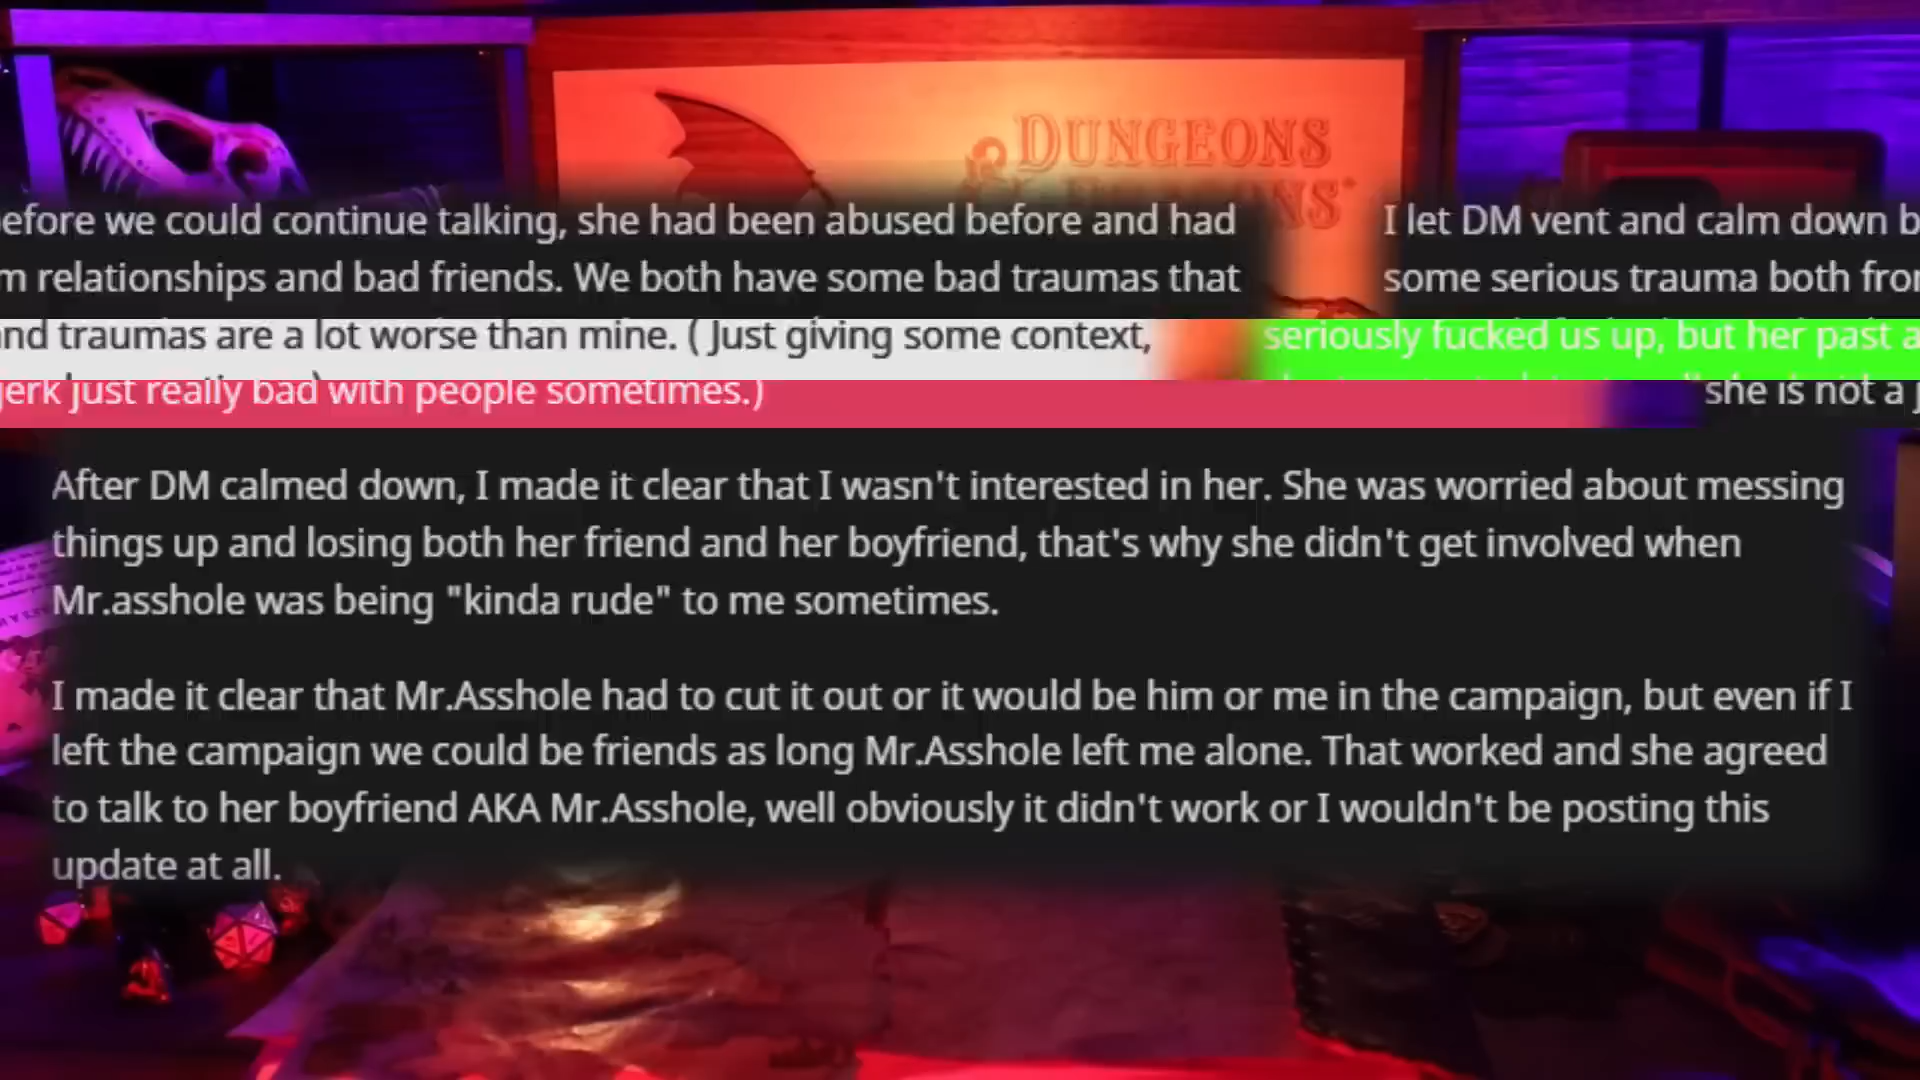 DUNGEONS
efore we could continue talking, she had been abused before and had I let DM vent and calm down b
m relationships and bad friends. We both have some bad traumas that some serious trauma both fro
nd traumas are a lot worse than mine. ( Just giving some context, seriously fucked us up, but her past a
jerk just really bad with people sometimes.) she is not a j
After DM calmed down, I made it clear that I wasn't interested in her. She was worried about messing
things up and losing both her friend and her boyfriend, that's why she didn't get involved when
Mr.asshole was being "kinda rude" to me sometimes.
I made it clear that Mr.Asshole had to cut it out or it would be him or me in the campaign, but even if I
left the campaign we could be friends as long Mr.Asshole left me alone. That worked and she agreed
to talk to her boyfriend AKA Mr.Asshole, well obviously it didn't work or I wouldn't be posting this
update at all.